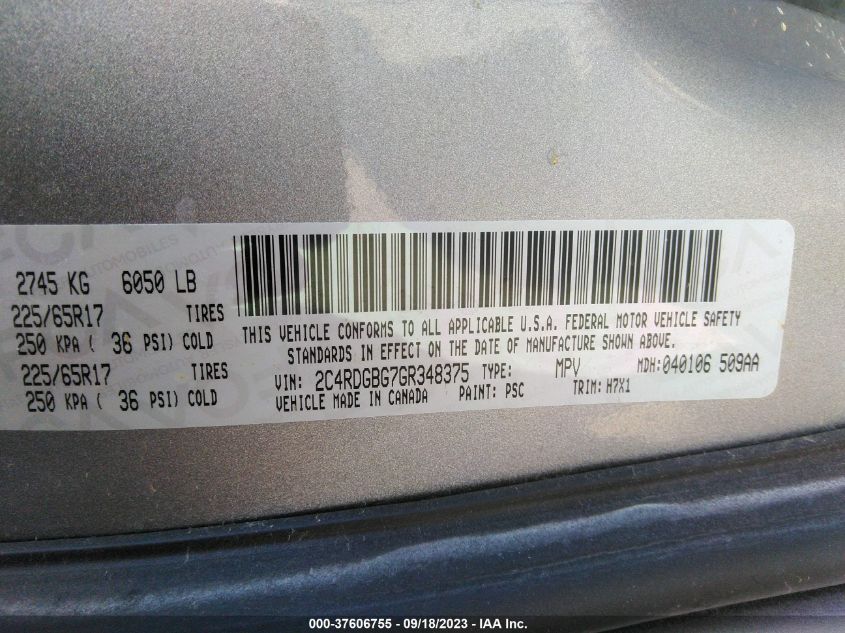 2745 KG 6050 LB
225/65R17 TIRES
250 KPA ( 36 PSI) COLD
225/65R17 TIRES
250 KPA ( 36 PSI) COLD
THIS VEHICLE CONFORMS TO ALL APPLICABLE U.S.A. FEDERAL MOTOR VEHICLE SAFETY
STANDARDS IN EFFECT ON THE DATE OF MANUFACTURE SHOWN ABOVE.
VIN: 2C4RDGBG7GR348375 TYPE: MPV MDH:040106 509AA
VEHICLE MADE IN CANADA PAINT: PSC TRIM: H7X1
000-37606755 - 09/18/2023 - IAA Inc.